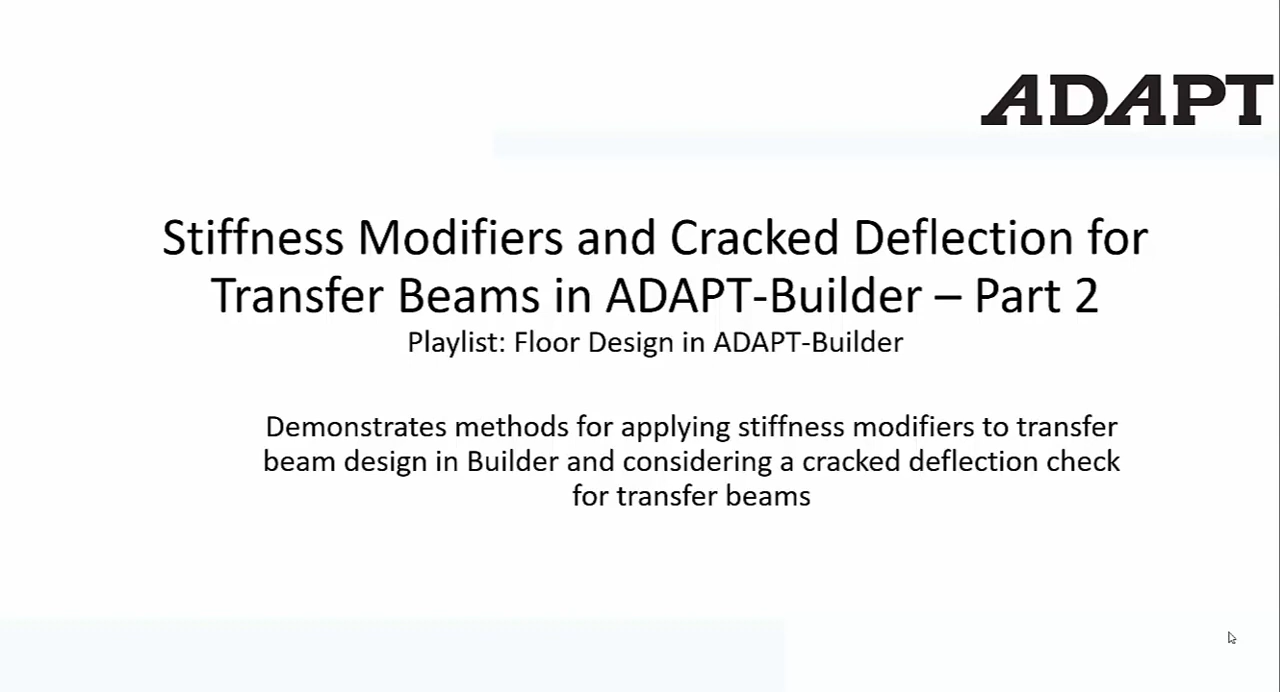 ADAPT
Stiffness Modifiers and Cracked Deflection for
Transfer Beams in ADAPT-Builder – Part 2
Playlist: Floor Design in ADAPT-Builder
Demonstrates methods for applying stiffness modifiers to transfer
beam design in Builder and considering a cracked deflection check
for transfer beams